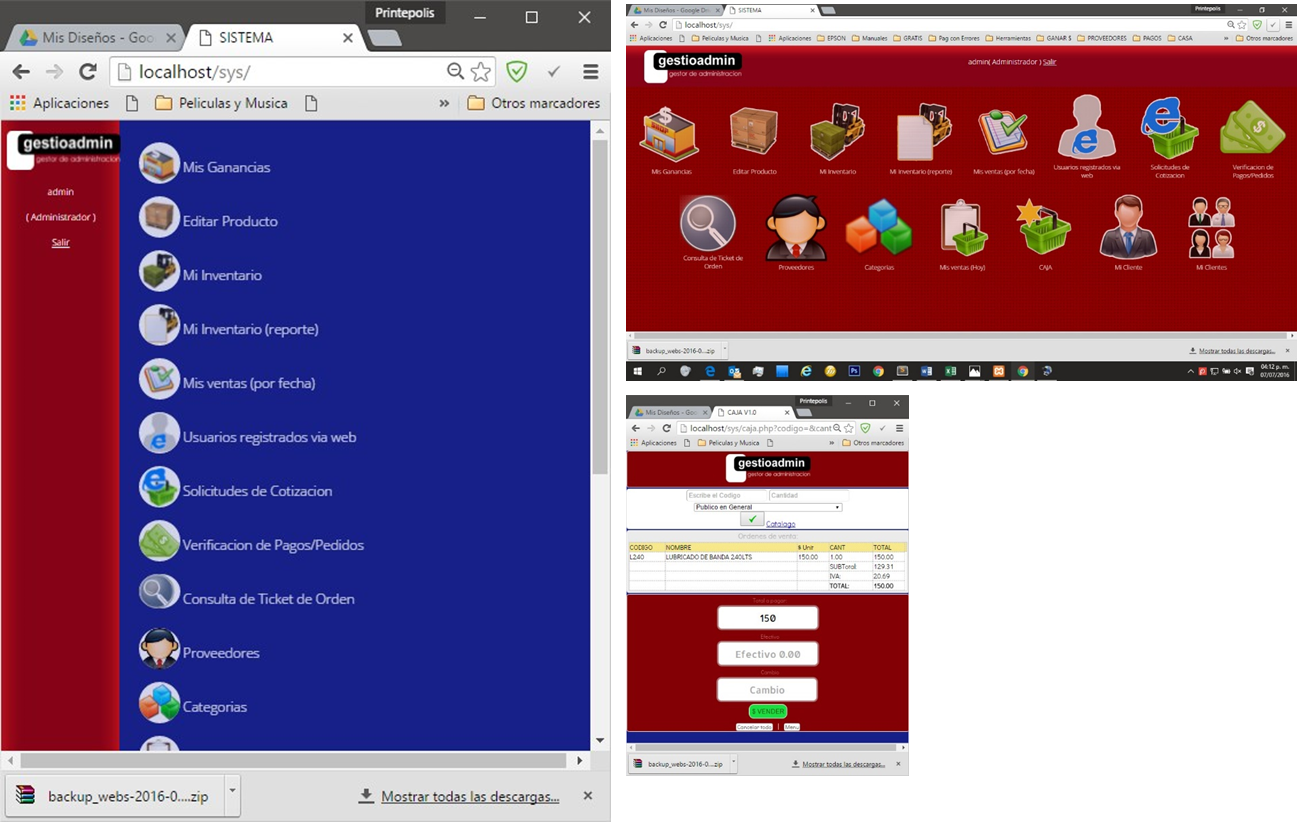 Printepolis
Mis Diseños - Goo
SISTEMA
localhost/sys/
Aplicaciones
Peliculas y Musica
»
Otros marcadores
gestioadmin
gestor de administracion
admin
( Administrador )
Salir
Mis Ganancias
Editar Producto
Mi Inventario
Mi Inventario (reporte)
Mis ventas (por fecha)
Usuarios registrados via web
Solicitudes de Cotizacion
Verificacion de Pagos/Pedidos
Consulta de Ticket de Orden
Proveedores
Categorias
backup_webs-2016-0....zip
Mostrar todas las descargas...
Printepolis
Mis Diseños - Google Dri
SISTEMA
localhost/sys/
Aplicaciones
Peliculas y Musica
Aplicaciones
EPSON
Manuales
GRATIS
Pag con Errores
Herramientas
GANAR $
PROVEEDORES
PAGOS
CASA
»
Otros marcadores
gestioadmin
gestor de administracion
admin( Administrador ) Salir
SHOP
Mis Ganancias
Editar Producto
Mi Inventario
Mi Inventario (reporte)
Mis ventas (por fecha)
Usuarios registrados via
web
Solicitudes de
Cotizacion
Verificacion de
Pagos/Pedidos
Consulta de Ticket de
Orden
Proveedores
Categorias
Mis ventas (Hoy)
CAJA
Mi Cliente
Mi Clientes
backup_webs-2016-0....zip
Mostrar todas las descargas...
04:12 p. m.
07/07/2016
Printepolis
Mis Diseños - Goo
CAJA V1.0
localhost/sys/caja.php?codigo=&cant
Aplicaciones
Peliculas y Musica
»
Otros marcadores
gestioadmin
gestor de administracion
Escribe el Codigo
Cantidad
Publico en General
Catalago
Ordenes de venta:
CODIGO NOMBRE $ Unit CANT TOTAL
L240 LUBRICADO DE BANDA 240LTS 150.00 1.00 150.00
SUBTotal: 129.31
IVA: 20.69
TOTAL: 150.00
Total a pagar:
150
Efectivo
Efectivo 0.00
Cambio
Cambio
$ VENDER
Cancelar todo | Menu
backup_webs-2016-0....zip
Mostrar todas las descargas...